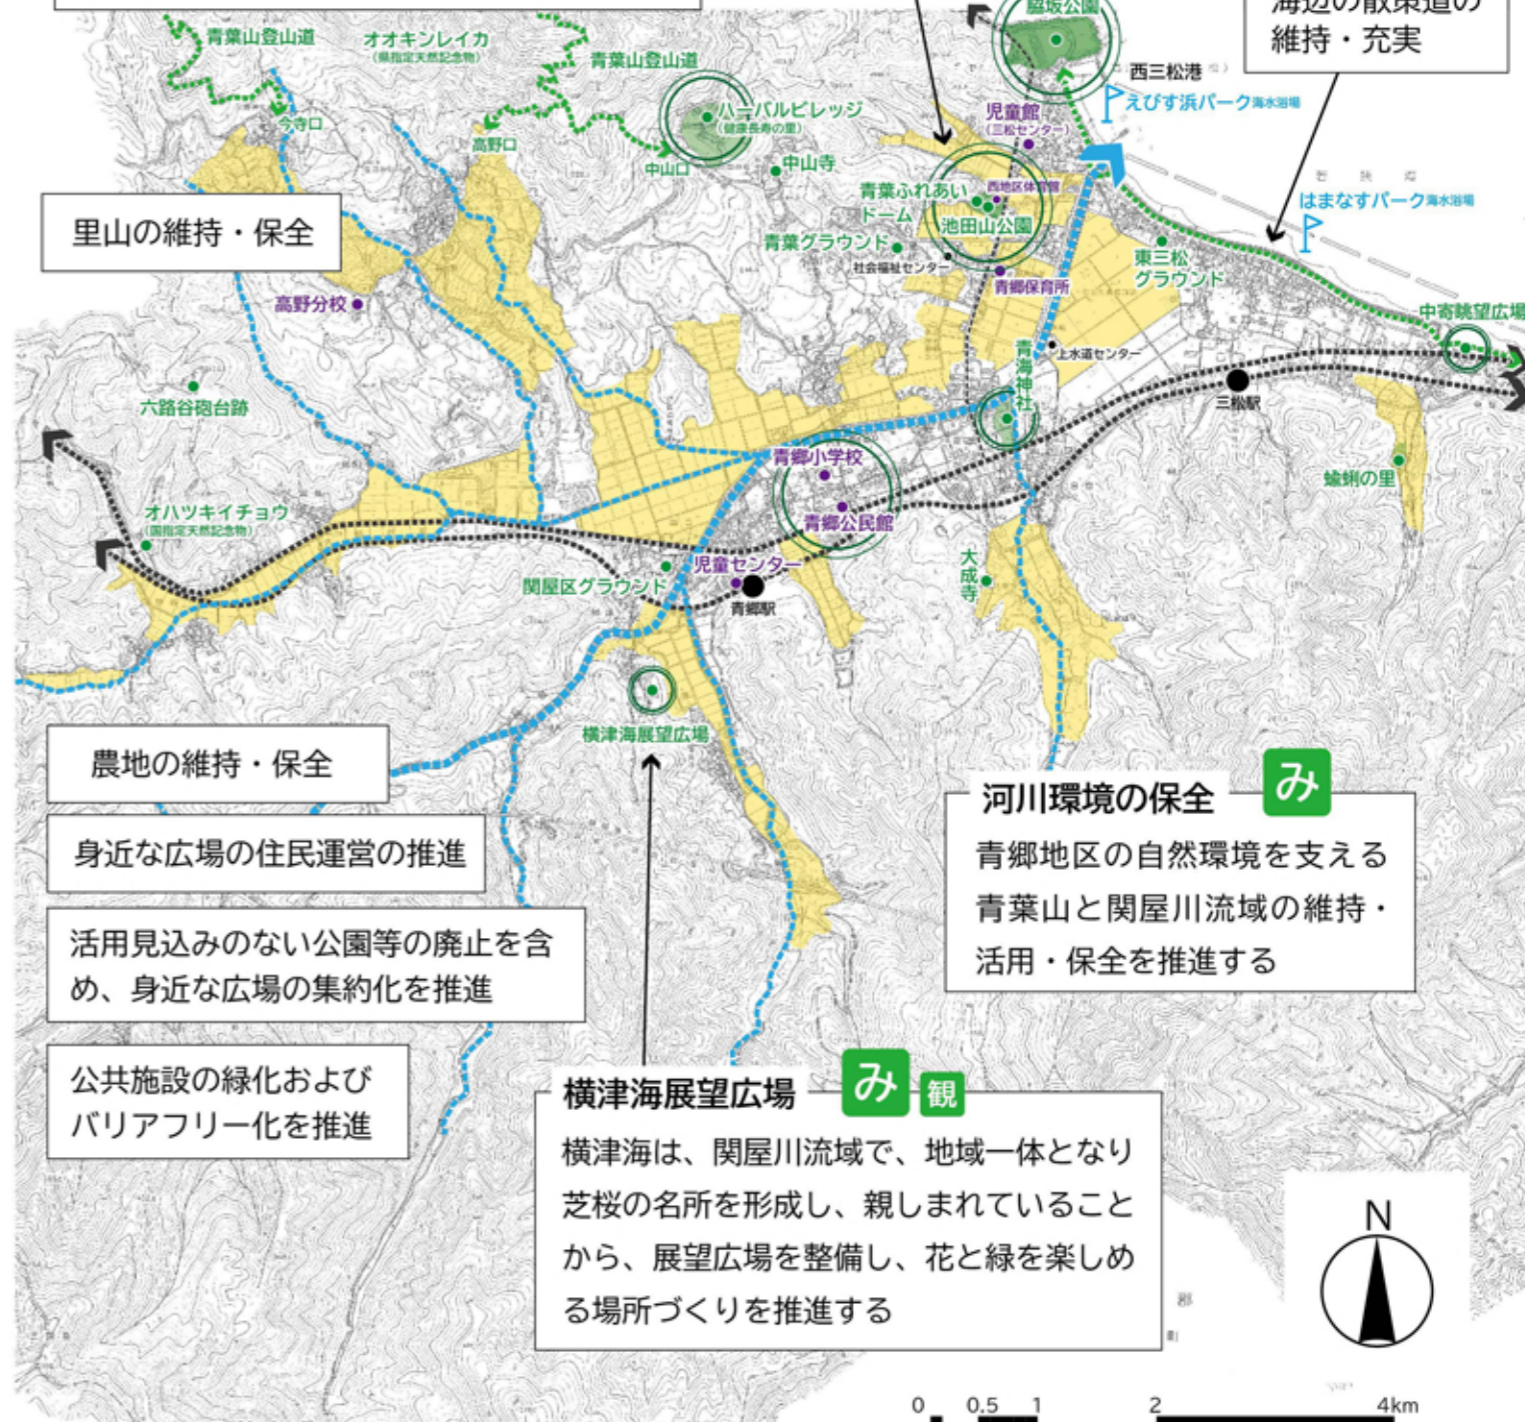 脇坂公園
海辺の散策道の
維持・充実
青葉山登山道
オオキンレイカ
(県指定天然記念物)
青葉山登山道
今寺口
高野口
中山口
ハーバルビレッジ
(健康長寿の里)
中山寺
西三松港
えびす浜パーク海水浴場
児童館
(三松センター)
西地区体育館
青葉ふれあい
ドーム
池田山公園
青葉グラウンド
社会福祉センター
青郷保育所
はまなすパーク海水浴場
東三松
グラウンド
中寄眺望広場
里山の維持・保全
高野分校
上水道センター
青海神社
三松駅
六路谷砲台跡
青郷小学校
青郷公民館
蝓蜊の里
オハツキイチョウ
(国指定天然記念物)
児童センター
関屋区グラウンド
青郷駅
大成寺
横津海展望広場
農地の維持・保全
身近な広場の住民運営の推進
活用見込みのない公園等の廃止を含
め、身近な広場の集約化を推進
公共施設の緑化および
バリアフリー化を推進
河川環境の保全 み
青郷地区の自然環境を支える
青葉山と関屋川流域の維持・
活用・保全を推進する
横津海展望広場 み 観
横津海は、関屋川流域で、地域一体となり
芝桜の名所を形成し、親しまれていること
から、展望広場を整備し、花と緑を楽しめ
る場所づくりを推進する
N
0 0.5 1 2 4km